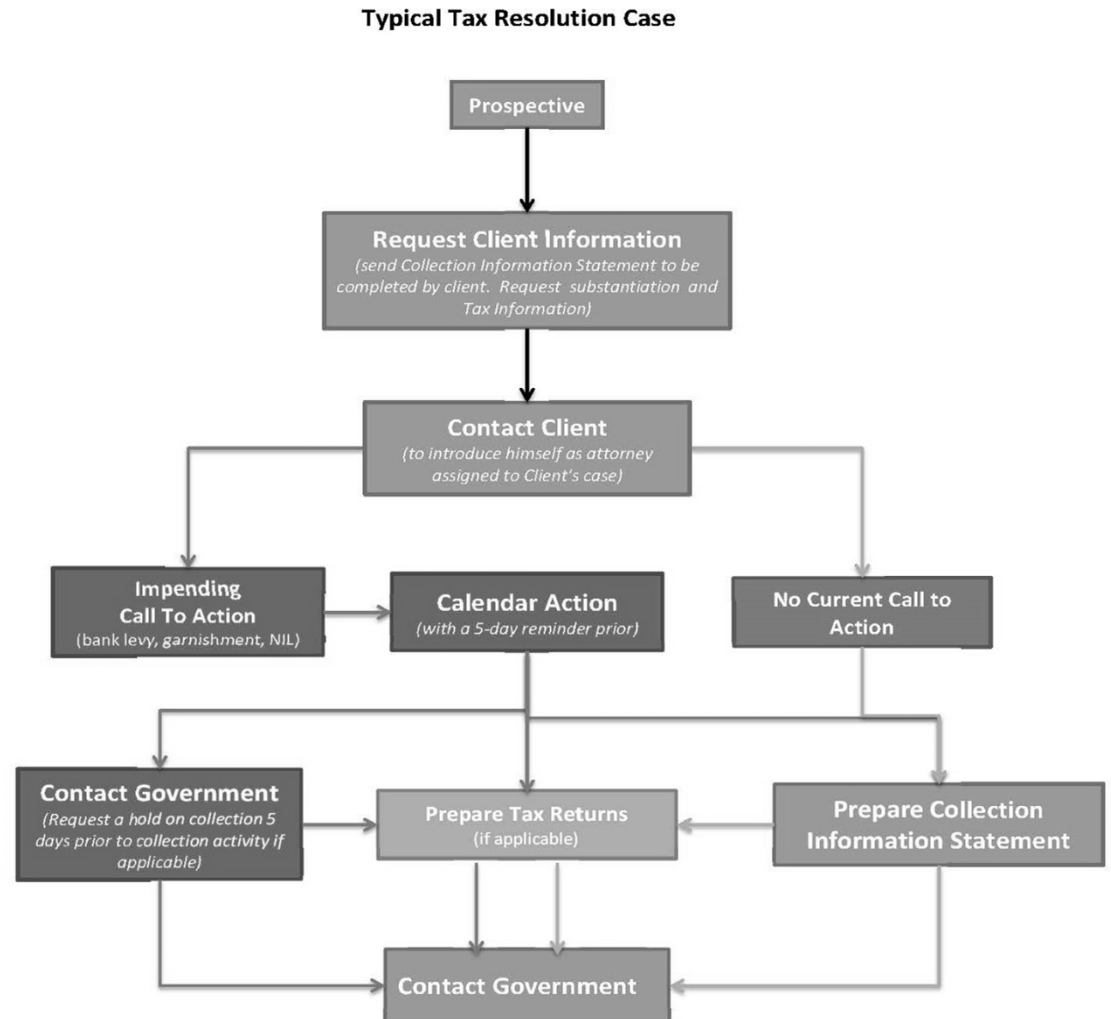 Typical Tax Resolution Case
Prospective
Request Client Information
(send Collection Information Statement to be
completed by client. Request substantiation and
Tax Information)
Contact Client
(to introduce himself as attorney
assigned to Client's case)
Impending
Call To Action
(bank levy, garnishment, NIL)
Calendar Action
(with a 5-day reminder prior)
No Current Call to
Action
Contact Government
(Request a hold on collection 5
days prior to collection activity if
applicable)
Prepare Tax Returns
(if applicable)
Prepare Collection
Information Statement
Contact Government